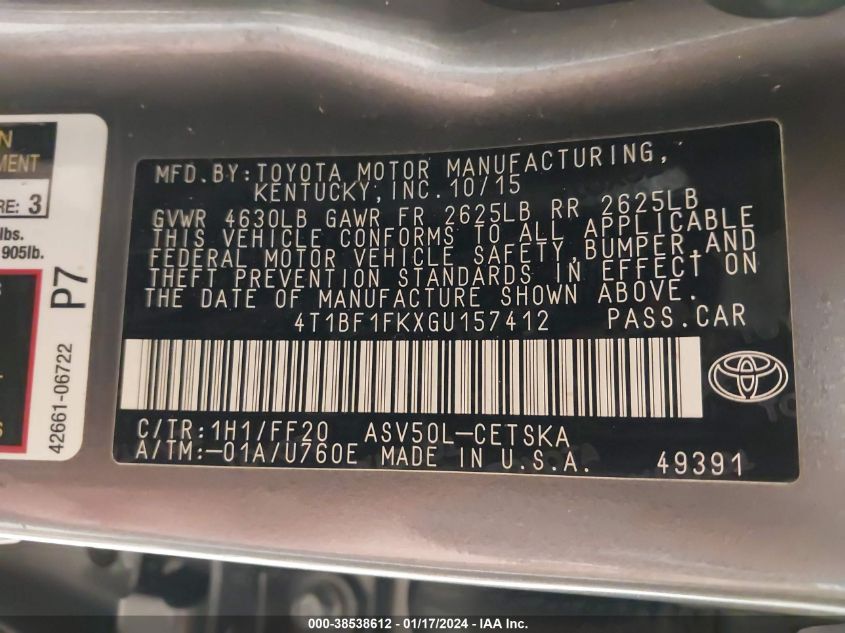 N
MENT
RE: 3
lbs.
905lb.
P7
42661-06722
S
MFD.BY:TOYOTA MOTOR MANUFACTURING,
KENTUCKY,INC.10/15
GVWR 4630LB GAWR FR 2625LB RR 2625LB
THIS VEHICLE CONFORMS TO ALL APPLICABLE
FEDERAL MOTOR VEHICLE SAFETY,BUMPER,AND
THEFT PREVENTION STANDARDS IN EFFECT ON
THE DATE OF MANUFACTURE SHOWN ABOVE.
4T1BF1FKXGU157412 PASS.CAR
C/TR:1H1/FF20 ASV50L-CETSKA
A/TM:-01A/U760E MADE IN U.S.A. 49391
000-38538612 - 01/17/2024 - IAA Inc.